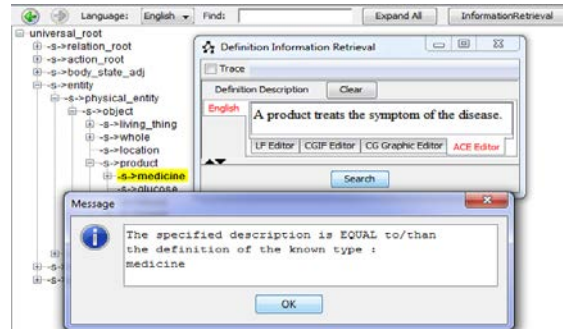 Language: English Find: Expand All InformationRetrieval
universal_root
-s->relation_root
-s->action_root
-s->body_state_adj
-s->entity
-s->physical_entity
-s->object
-s->living_thing
-s->whole
-s->location
-s->product
-s->medicine
-s->glucose
Definition Information Retrieval
Trace
Definition Description Clear
English
A product treats the symptom of the disease.
LF Editor CGIF Editor CG Graphic Editor ACE Editor
Search
Message
The specified description is EQUAL to/than
the definition of the known type :
medicine
OK
-s->
-s->